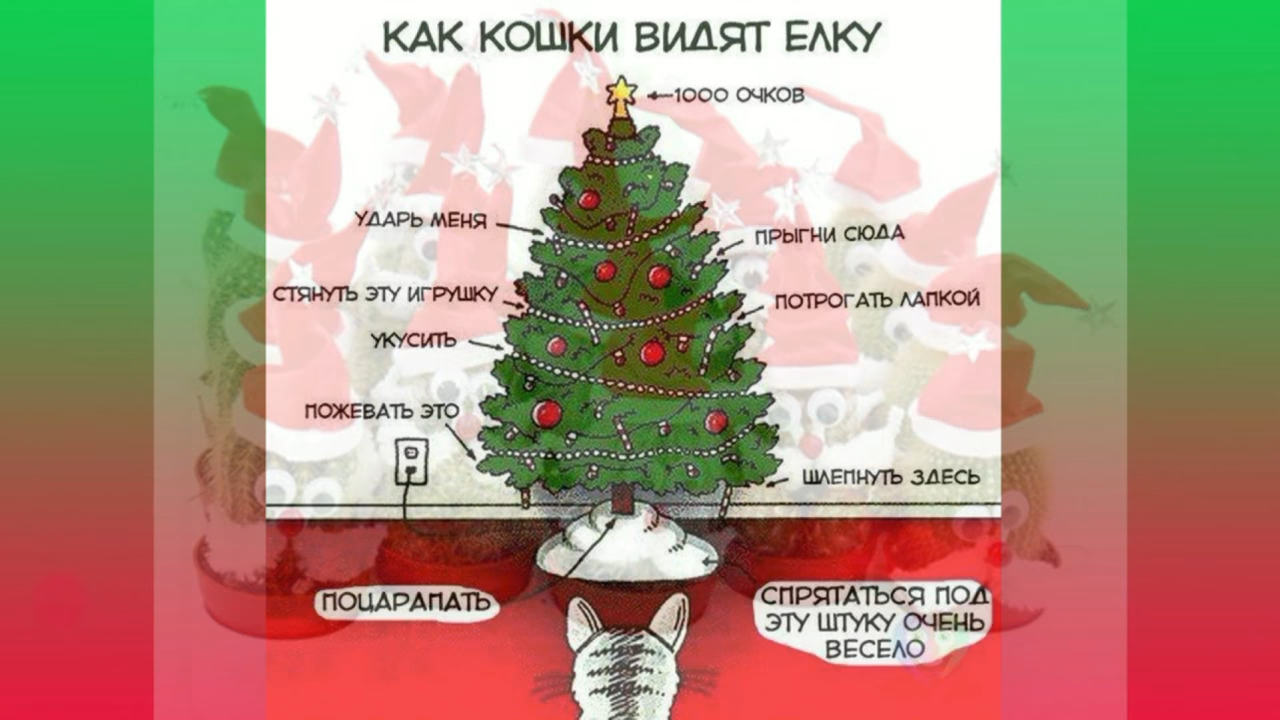 КАК КОШКИ ВИДЯТ ЕЛКУ
1000 ОЧКОВ
УДАРЬ МЕНЯ
ПРЫГНИ СЮДА
СТЯНУТЬ ЭТУ ИГРУШКУ
ПОТРОГАТЬ ЛАПКОЙ
УКУСИТЬ
ПОЖЕВАТЬ ЭТО
ШЛЕПНУТЬ ЗДЕСЬ
ПОЦАРАПАТЬ
СПРЯТАТЬСЯ ПОД
ЭТУ ШТУКУ ОЧЕНЬ
ВЕСЕЛО